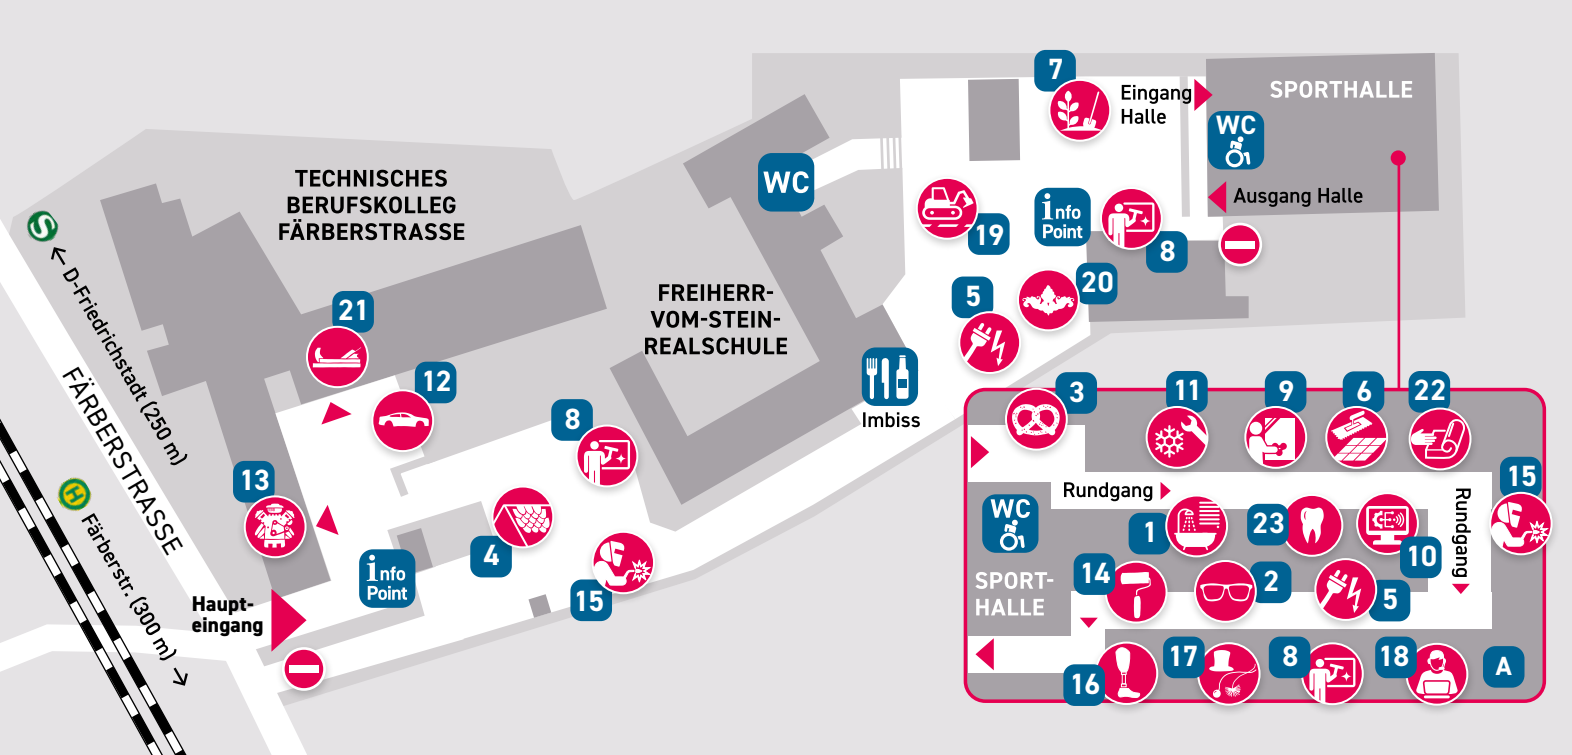 TECHNISCHES
BERUFSKOLLEG
FÄRBERSTRASSE
FREIHERR-
VOM-STEIN-
REALSCHULE
SPORTHALLE
7
Eingang
Halle
WC
WC
Ausgang Halle
19
info
Point
8
20
5
Imbiss
S
← D-Friedrichstadt (250 m)
FÄRBERSTRASSE
H
Färberstr. (300 m) →
21
12
13
8
4
15
info
Point
Haupt-
eingang
3
11
9
6
22
15
Rundgang
Rundgang
WC
SPORT-
HALLE
1
23
10
14
2
5
16
17
8
18
A